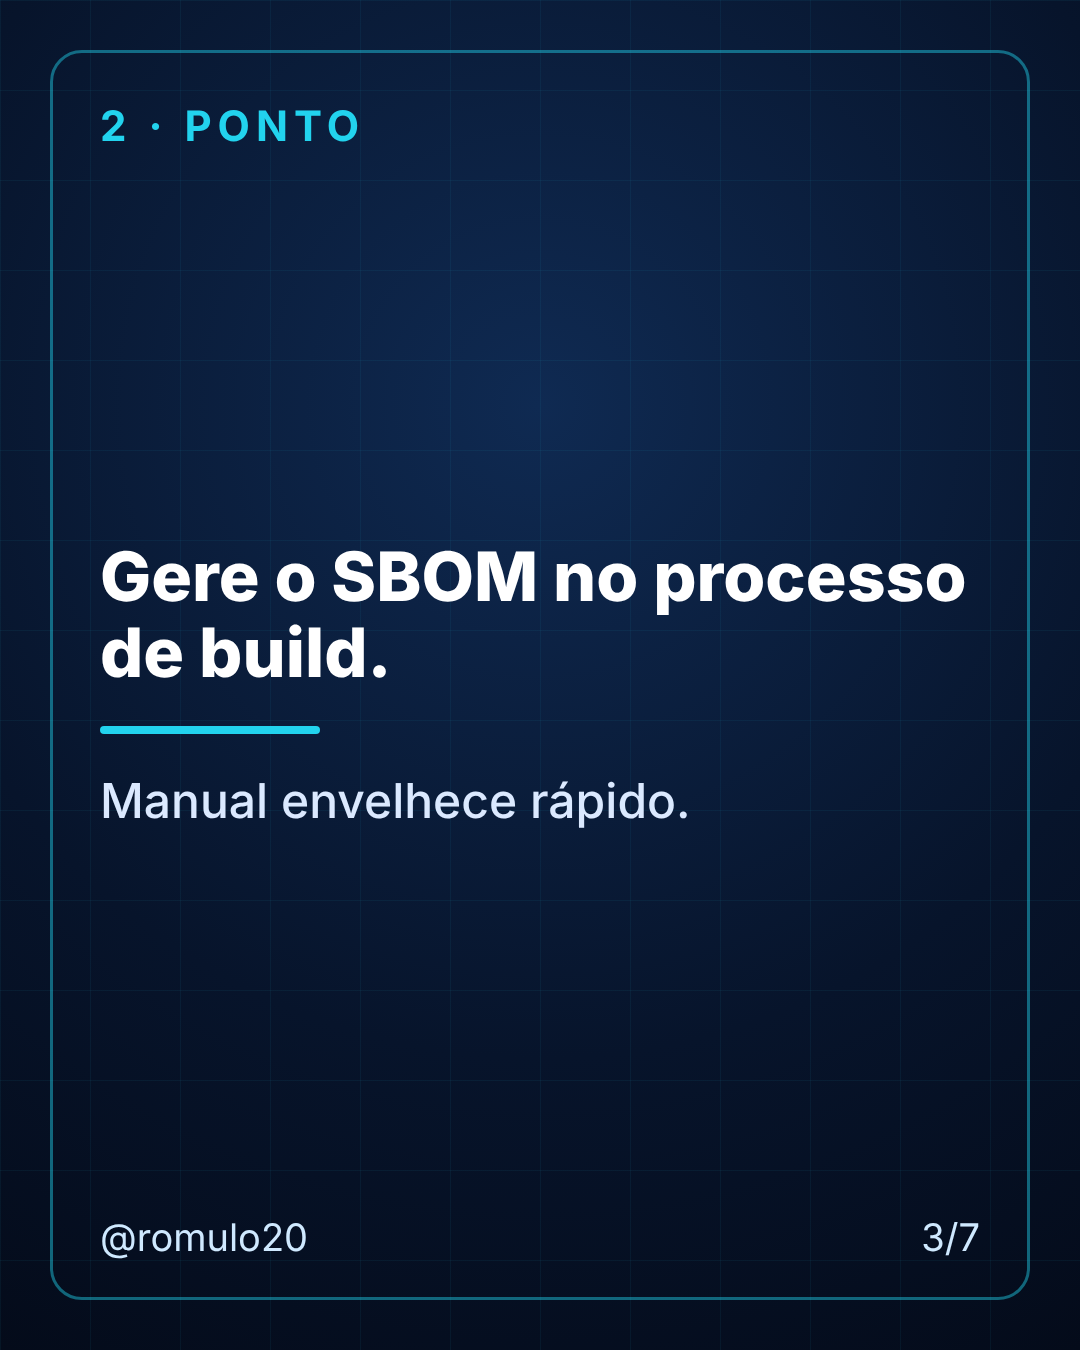 2 · PONTO
Gere o SBOM no processo
de build.
Manual envelhece rápido.
@romulo20
3/7